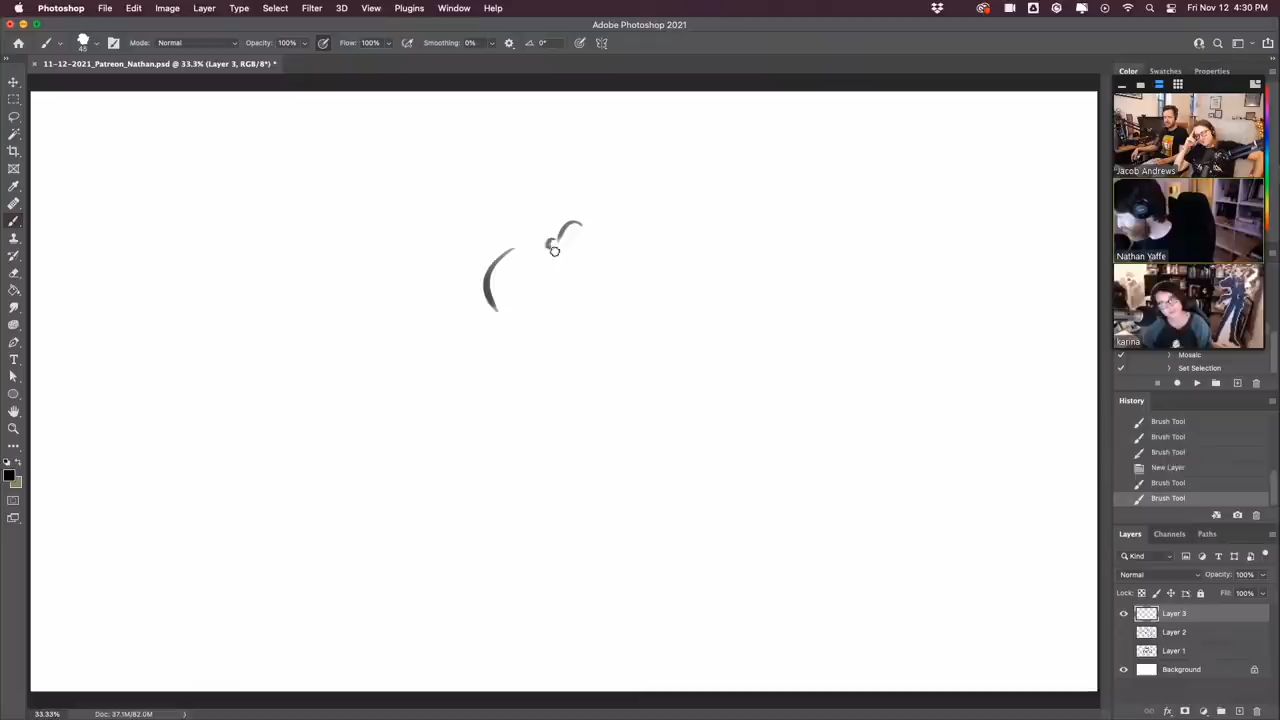 Photoshop File Edit Image Layer Type Select Filter 3D View Plugins Window Help Fri Nov 12 4:30 PM
Adobe Photoshop 2021
45 Mode: Normal Opacity: 100% Flow: 100% Smoothing: 0% 0°
11-12-2021_Patreon_Nathan.psd @ 33.3% (Layer 3, RGB/8*) *
Color Swatches Properties
Jacob Andrews
Nathan Yaffe
karina
Mosaic
Set Selection
History
Brush Tool
Brush Tool
Brush Tool
New Layer
Brush Tool
Brush Tool
Layers Channels Paths
Kind
Normal Opacity: 100%
Lock: Fill: 100%
Layer 3
Layer 2
Layer 1
Background
33.33% Doc: 37.1M/82.0M